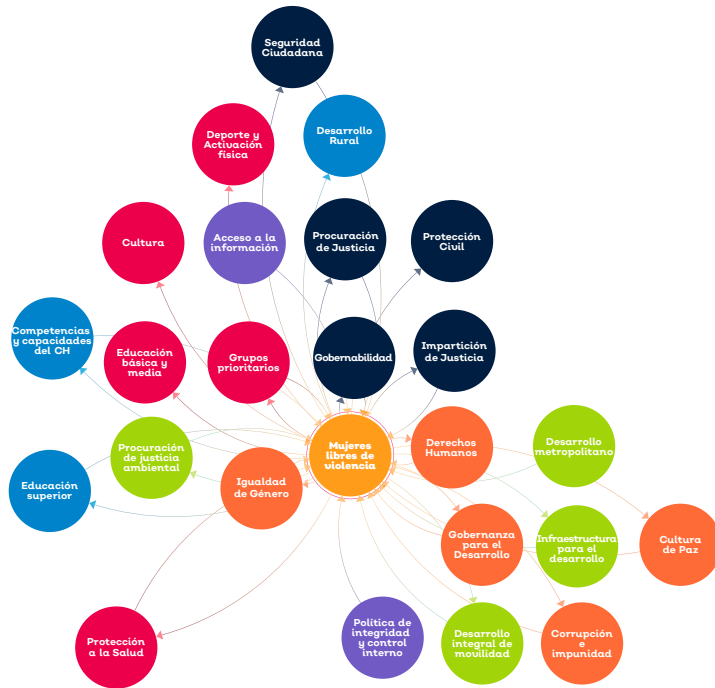 Seguridad
Ciudadana
Deporte y
Activación
física
Desarrollo
Rural
Cultura
Acceso a la
información
Procuración
de Justicia
Protección
Civil
Competencias
y capacidades
del CH
Educación
básica y
media
Grupos
prioritarios
Gobernabilidad
Impartición
de Justicia
Procuración
de justicia
ambiental
Mujeres
libres de
violencia
Derechos
Humanos
Desarrollo
metropolitano
Educación
superior
Igualdad
de Género
Gobernanza
para el
Desarrollo
Infraestructura
para el
desarrollo
Cultura
de Paz
Protección
a la Salud
Política de
integridad
y control
interno
Desarrollo
integral de
movilidad
Corrupción
e
impunidad